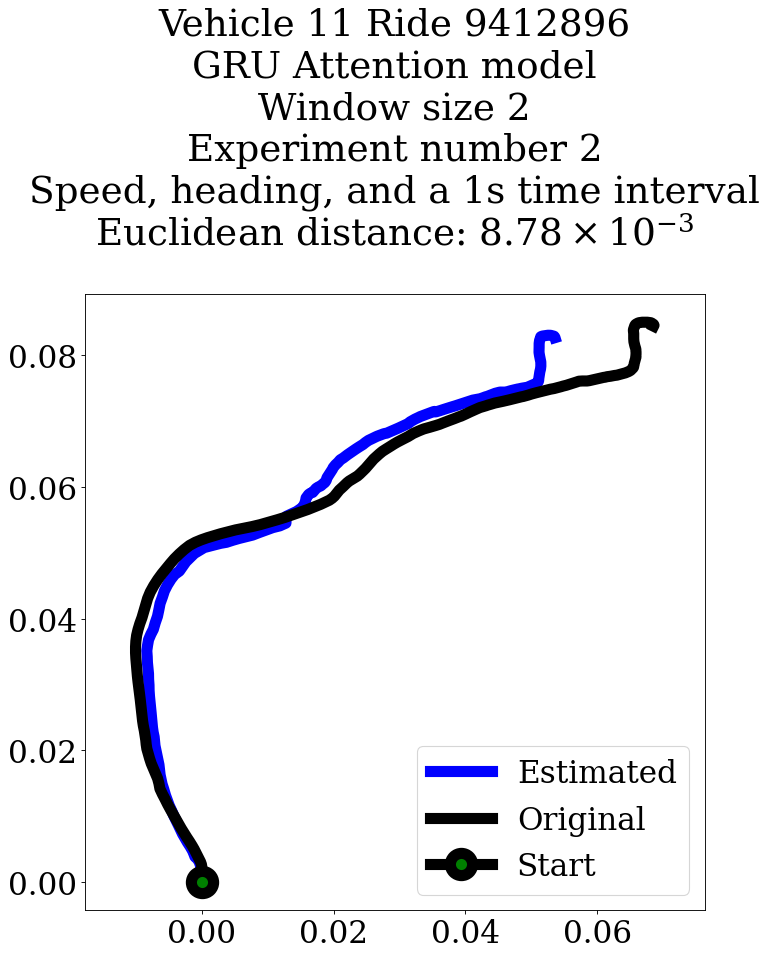 Vehicle 11 Ride 9412896
GRU Attention model
Window size 2
Experiment number 2
Speed, heading, and a 1s time interval
Euclidean distance: 8.78 × 10⁻³
0.08
0.06
0.04
0.02
0.00
Estimated
Original
Start
0.00 0.02 0.04 0.06